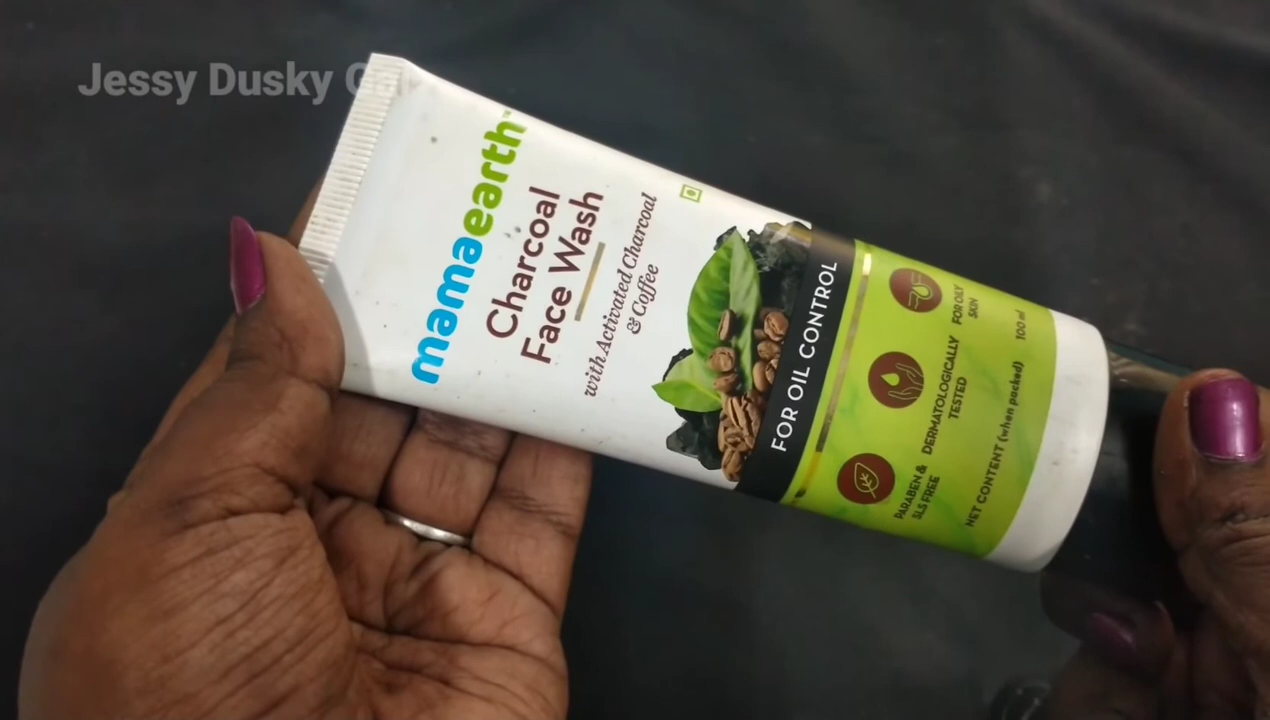 Jessy Dusky
mamaearth™
Charcoal
Face Wash
with Activated Charcoal
& Coffee
FOR OIL CONTROL
FOR OILY
SKIN
DERMATOLOGICALLY
TESTED
PARABEN &
SLS FREE
NET CONTENT (when packed) 100 ml